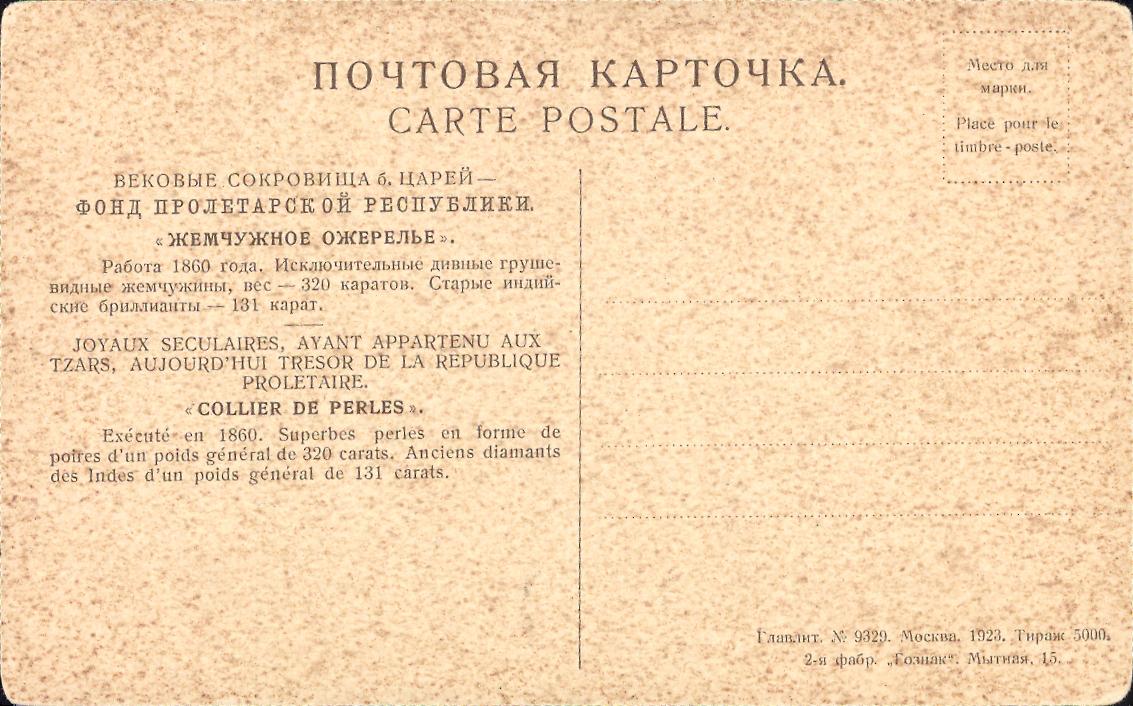 ПОЧТОВАЯ КАРТОЧКА.
CARTE POSTALE.
Место для
марки.
Place pour le
timbre-poste.
ВЕКОВЫЕ СОКРОВИЩА б. ЦАРЕЙ—
ФОНД ПРОЛЕТАРСКОЙ РЕСПУБЛИКИ.
«ЖЕМЧУЖНОЕ ОЖЕРЕЛЬЕ».
Работа 1860 года. Исключительные дивные груше-
видные жемчужины, вес — 320 каратов. Старые индий-
ские бриллианты — 131 карат.
JOYAUX SECULAIRES, AYANT APPARTENU AUX
TZARS, AUJOURD'HUI TRESOR DE LA REPUBLIQUE
PROLETAIRE.
«COLLIER DE PERLES».
Exécuté en 1860. Superbes perles en forme de
poires d'un poids général de 320 carats. Anciens diamants
des Indes d'un poids général de 131 carats.
Главлит. № 9329. Москва. 1923. Тираж 5000.
2-я фабр. „Гознак“. Мытная, 15.